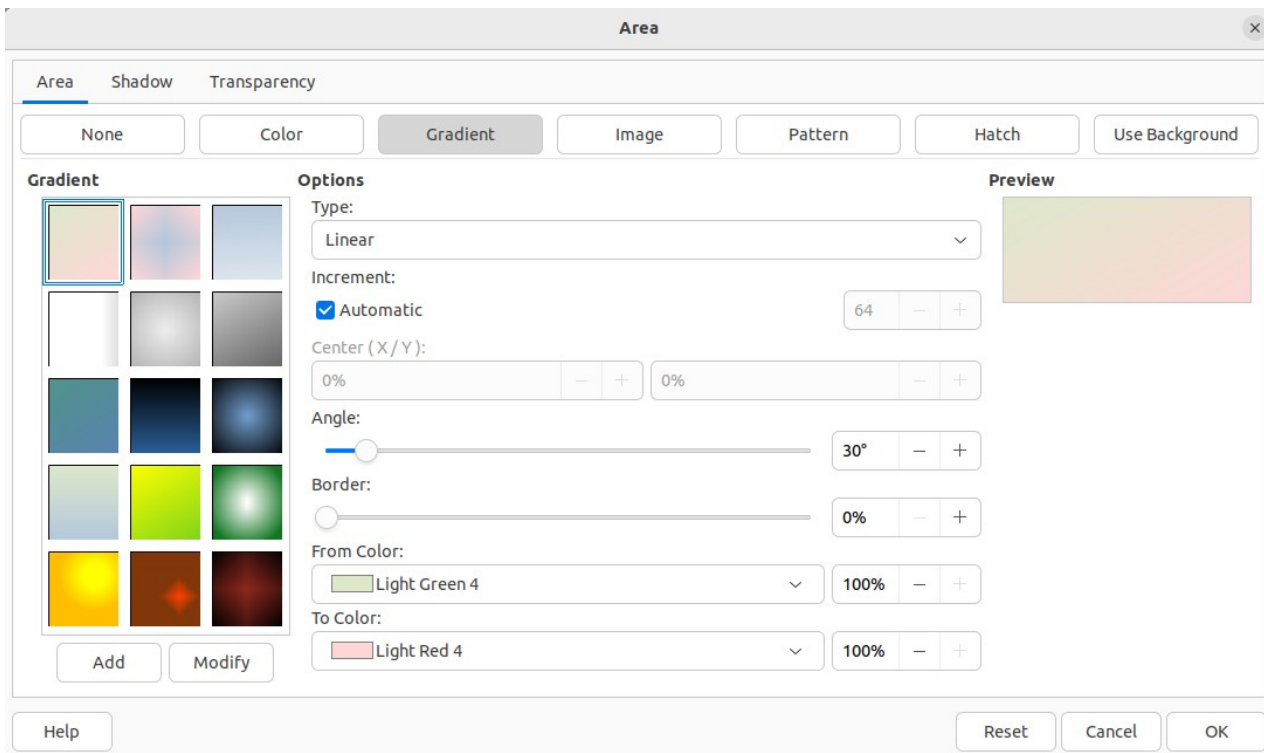 Area
Area Shadow Transparency
None Color Gradient Image Pattern Hatch Use Background
Gradient
Options
Type:
Linear
Increment:
Automatic 64 − +
Center ( X / Y ):
0% − + 0% − +
Angle:
30° − +
Border:
0% − +
From Color:
Light Green 4 100% − +
To Color:
Light Red 4 100% − +
Add Modify
Preview
Help Reset Cancel OK